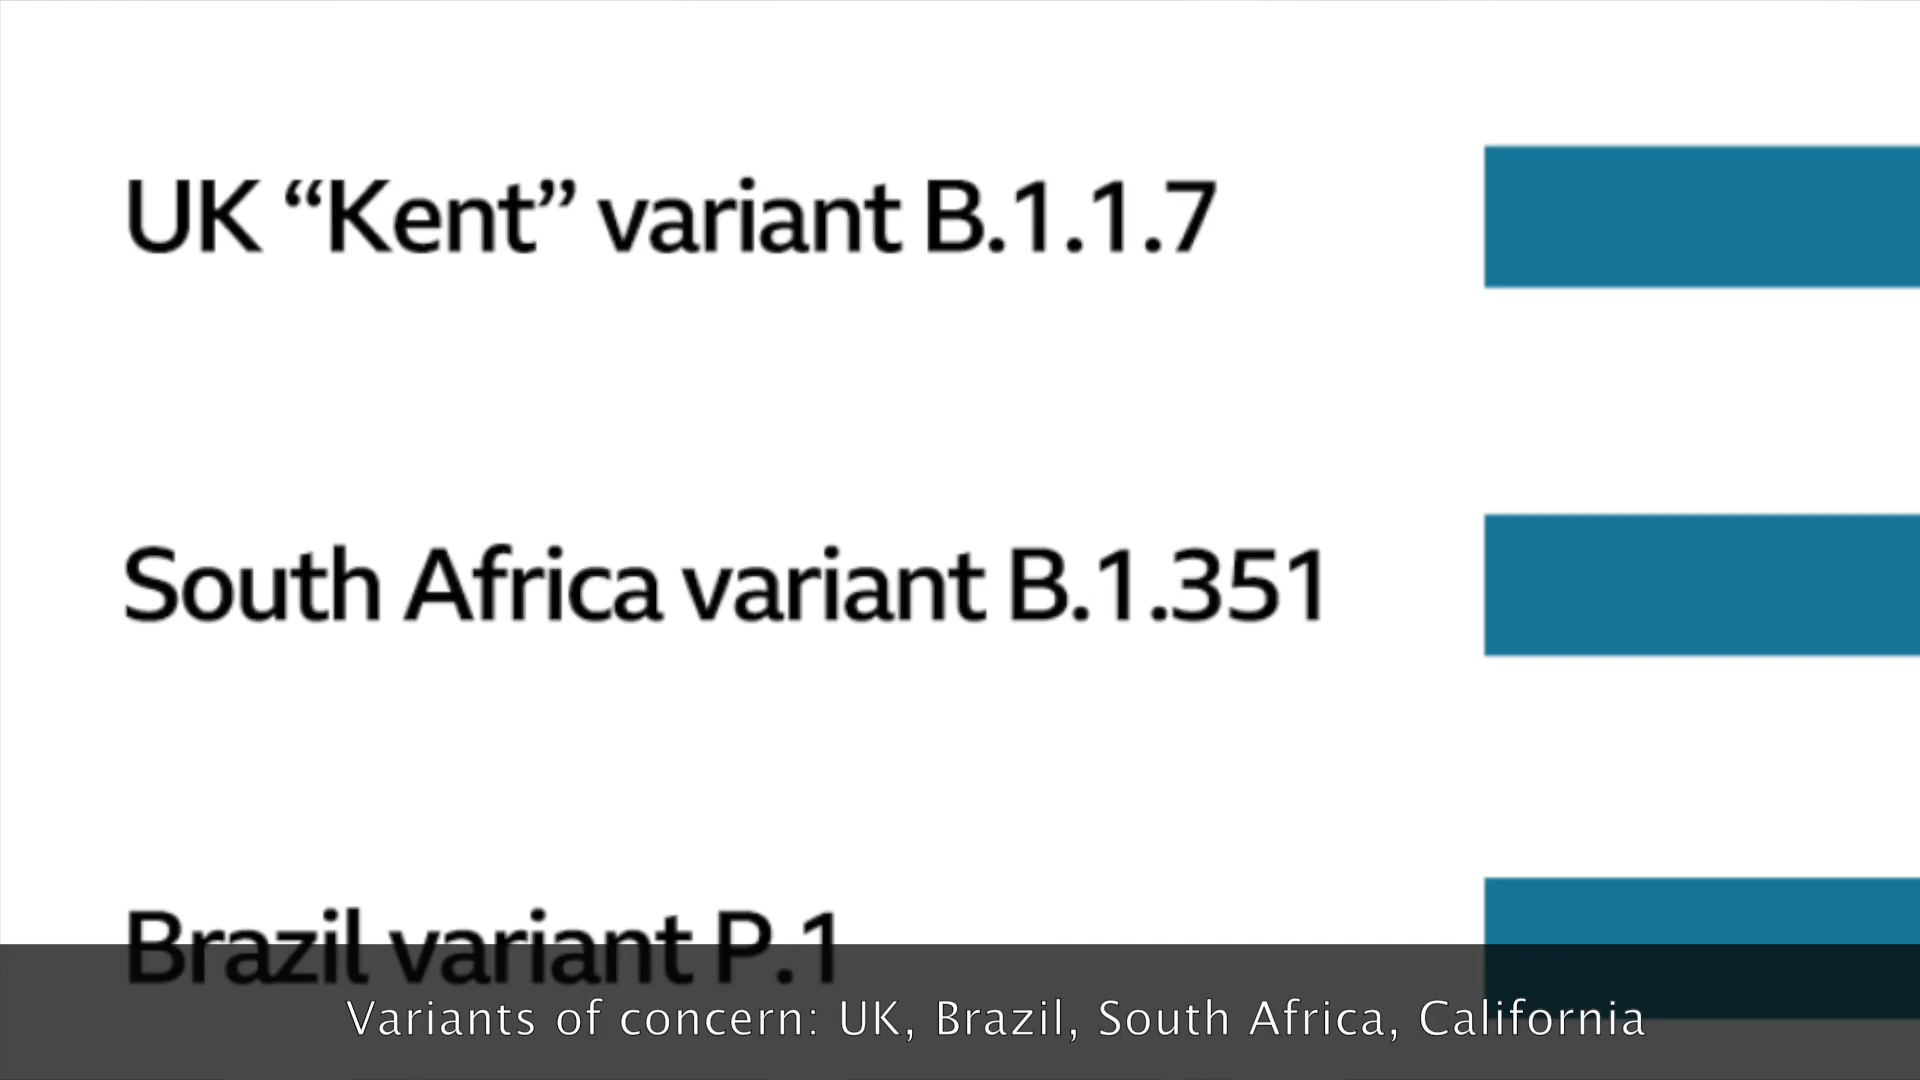 UK “Kent” variant B.1.1.7
South Africa variant B.1.351
Brazil variant P.1
Variants of concern: UK, Brazil, South Africa, California